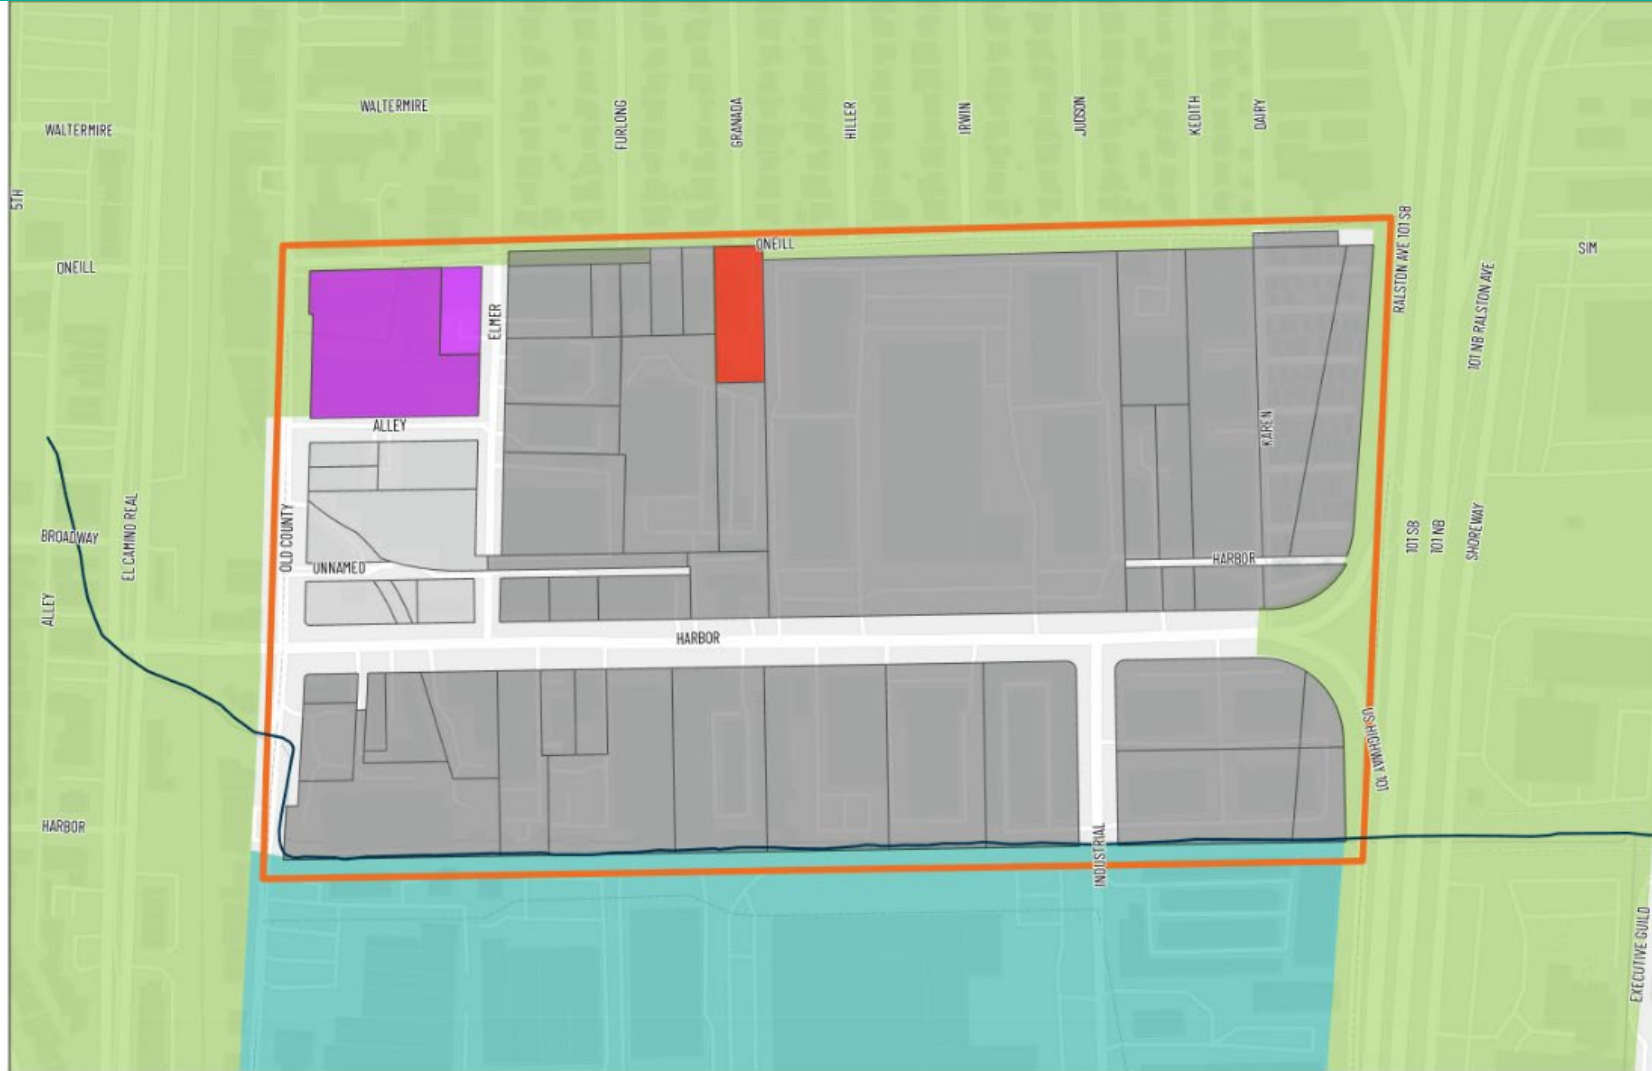 WALTERMIRE
WALTERMIRE
FURLONG
GRANADA
HILLER
IRWIN
JUDSON
KEDITH
DAIRY
5TH
ONEILL
ONEILL
RALSTON AVE 101 SB
SIM
ELMER
101 NB RALSTON AVE
ALLEY
KAREN
BROADWAY
EL CAMINO REAL
OLD COUNTY
UNNAMED
HARBOR
101 SB
101 NB
SHOREWAY
ALLEY
HARBOR
US HIGHWAY 101
HARBOR
INDUSTRIAL
EXECUTIVE GUILD